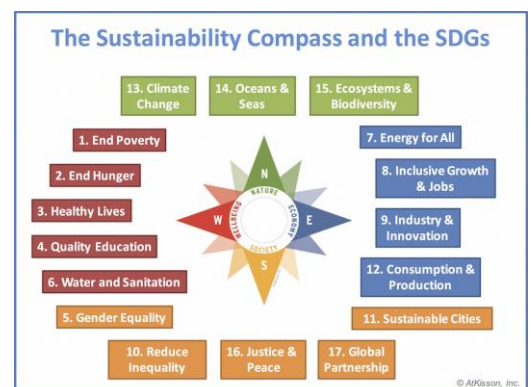 The Sustainability Compass and the SDGs
13. Climate
Change
14. Oceans &
Seas
15. Ecosystems &
Biodiversity
1. End Poverty
2. End Hunger
3. Healthy Lives
4. Quality Education
6. Water and Sanitation
5. Gender Equality
N
NATURE
W
WELLBEING
ECONOMY
E
SOCIETY
S
7. Energy for All
8. Inclusive Growth
& Jobs
9. Industry &
Innovation
12. Consumption &
Production
11. Sustainable Cities
10. Reduce
Inequality
16. Justice &
Peace
17. Global
Partnership
© AtKisson, Inc.